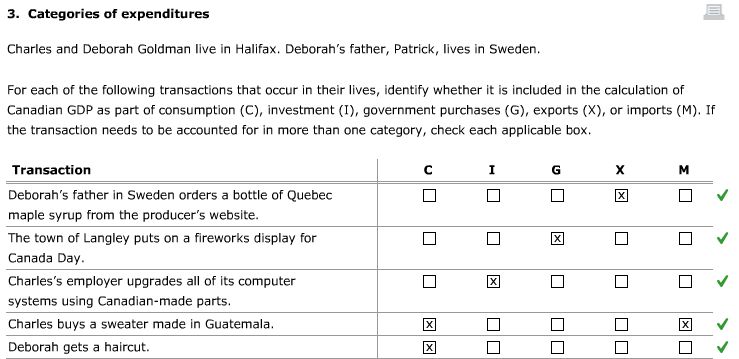 3. Categories of expenditures
Charles and Deborah Goldman live in Halifax. Deborah's father, Patrick, lives in Sweden.
For each of the following transactions that occur in their lives, identify whether it is included in the calculation of
Canadian GDP as part of consumption (C), investment (I), government purchases (G), exports (X), or imports (M). If
the transaction needs to be accounted for in more than one category, check each applicable box.
Transaction C I G X M
Deborah's father in Sweden orders a bottle of Quebec
maple syrup from the producer's website.
The town of Langley puts on a fireworks display for
Canada Day.
Charles's employer upgrades all of its computer
systems using Canadian-made parts.
Charles buys a sweater made in Guatemala.
Deborah gets a haircut.